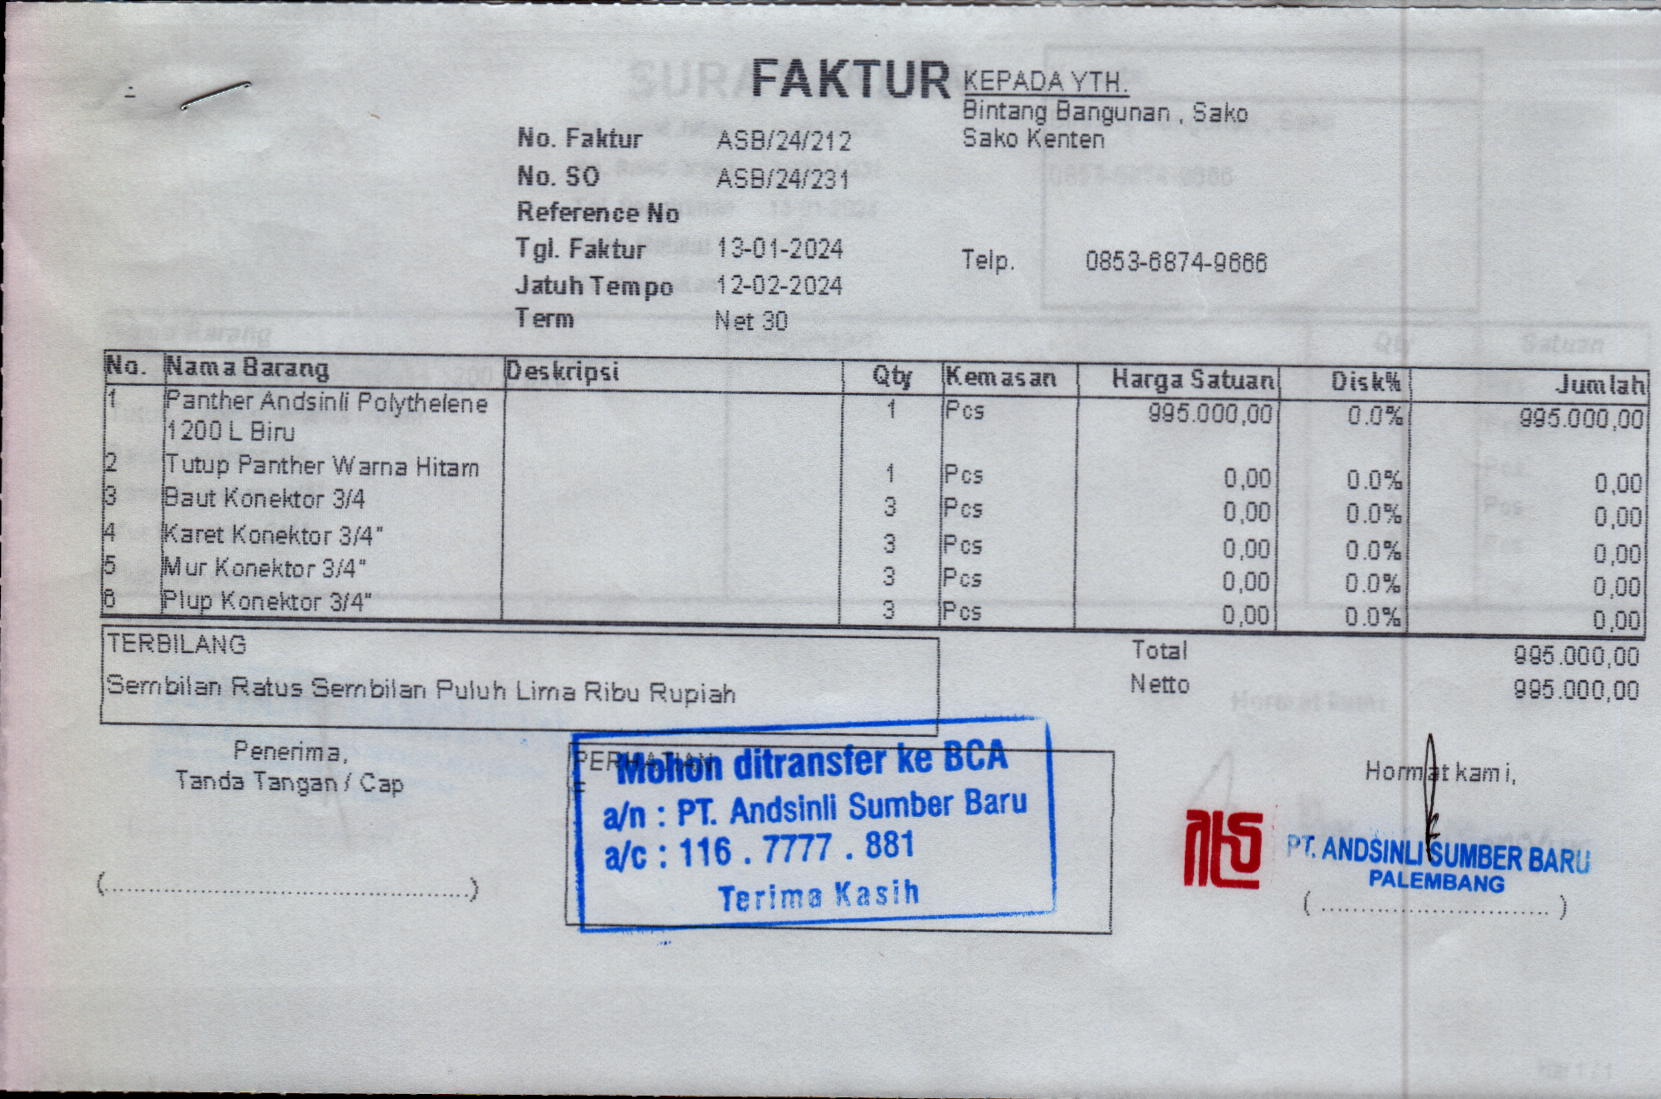 FAKTUR
KEPADA YTH.
Bintang Bangunan , Sako
Sako Kenten
No. Faktur ASB/24/212
No. SO ASB/24/231
Reference No
Tgl. Faktur 13-01-2024
Telp. 0853-6874-9666
Jatuh Tempo 12-02-2024
Term Net 30
No. Nama Barang Deskripsi Qty Kemasan Harga Satuan Disk% Jumlah
1 Panther Andsinli Polythelene 1 Pcs 995.000,00 0.0% 995.000,00
1200 L Biru
2 Tutup Panther Warna Hitam 1 Pcs 0,00 0.0% 0,00
3 Baut Konektor 3/4 3 Pcs 0,00 0.0% 0,00
4 Karet Konektor 3/4" 3 Pcs 0,00 0.0% 0,00
5 Mur Konektor 3/4" 3 Pcs 0,00 0.0% 0,00
6 Plup Konektor 3/4" 3 Pcs 0,00 0.0% 0,00
TERBILANG
Sembilan Ratus Sembilan Puluh Lima Ribu Rupiah
Total 995.000,00
Netto 995.000,00
Penerima,
Tanda Tangan / Cap
(..........................................)
PERHATIAN
Mohon ditransfer ke BCA
a/n : PT. Andsinli Sumber Baru
a/c : 116 . 7777 . 881
Terima Kasih
Hormat kami,
PT. ANDSINLI SUMBER BARU
PALEMBANG
( ............................ )